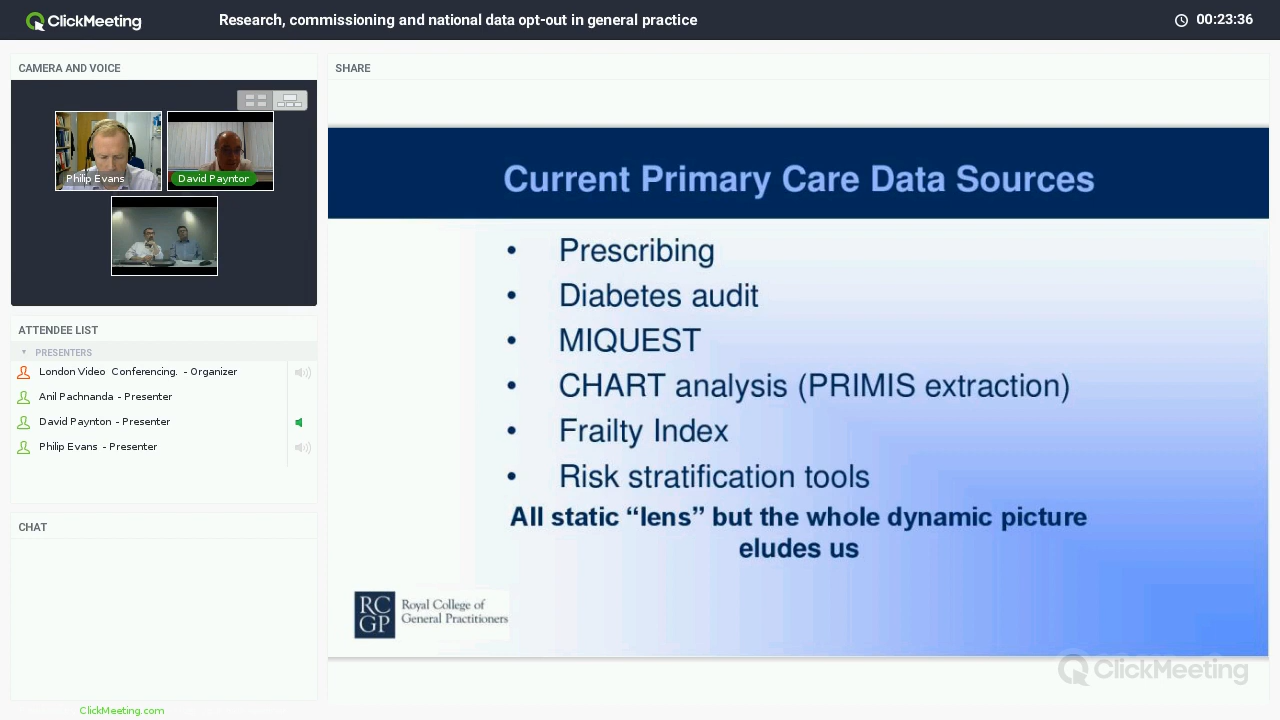 ClickMeeting
Research, commissioning and national data opt-out in general practice
00:23:36
CAMERA AND VOICE
Philip Evans
David Paynton
ATTENDEE LIST
PRESENTERS
London Video Conferencing. - Organizer
Anil Pachnanda - Presenter
David Paynton - Presenter
Philip Evans - Presenter
CHAT
ClickMeeting.com
SHARE
Current Primary Care Data Sources
• Prescribing
• Diabetes audit
• MIQUEST
• CHART analysis (PRIMIS extraction)
• Frailty Index
• Risk stratification tools
All static “lens” but the whole dynamic picture
eludes us
RC
GP
Royal College of
General Practitioners
ClickMeeting